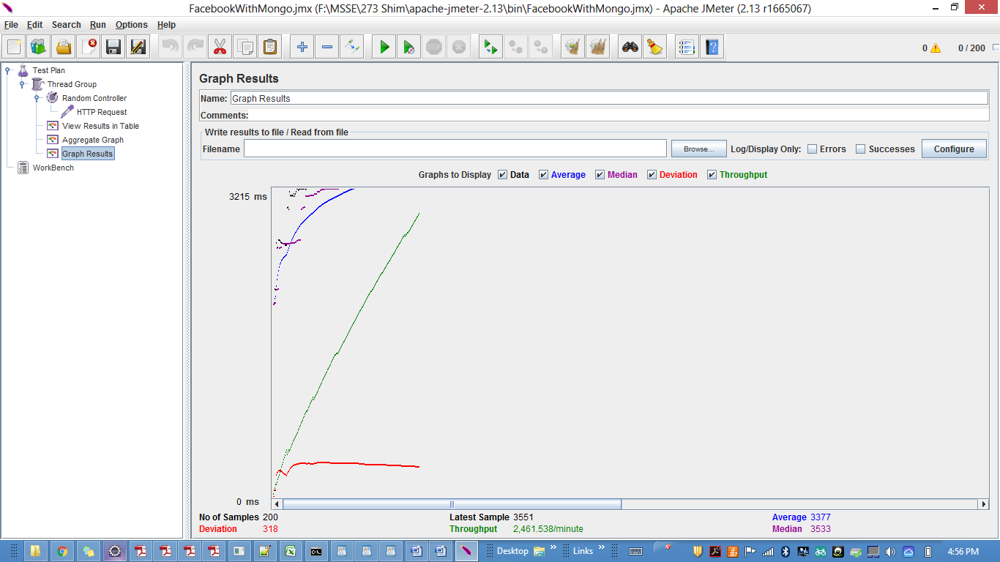 FacebookWithMongo.jmx (F:\MSSE\273 Shim\apache-jmeter-2.13\bin\FacebookWithMongo.jmx) - Apache JMeter (2.13 r1665067)
File Edit Search Run Options Help
STOP 0 0 / 200
Test Plan
Thread Group
Random Controller
HTTP Request
View Results in Table
Aggregate Graph
Graph Results
WorkBench
Graph Results
Name: Graph Results
Comments:
Write results to file / Read from file
Filename Browse... Log/Display Only: Errors Successes Configure
Graphs to Display Data Average Median Deviation Throughput
3215 ms
0 ms
No of Samples 200 Latest Sample 3551 Average 3377
Deviation 318 Throughput 2,461.538/minute Median 3533
Desktop » Links » 4:56 PM